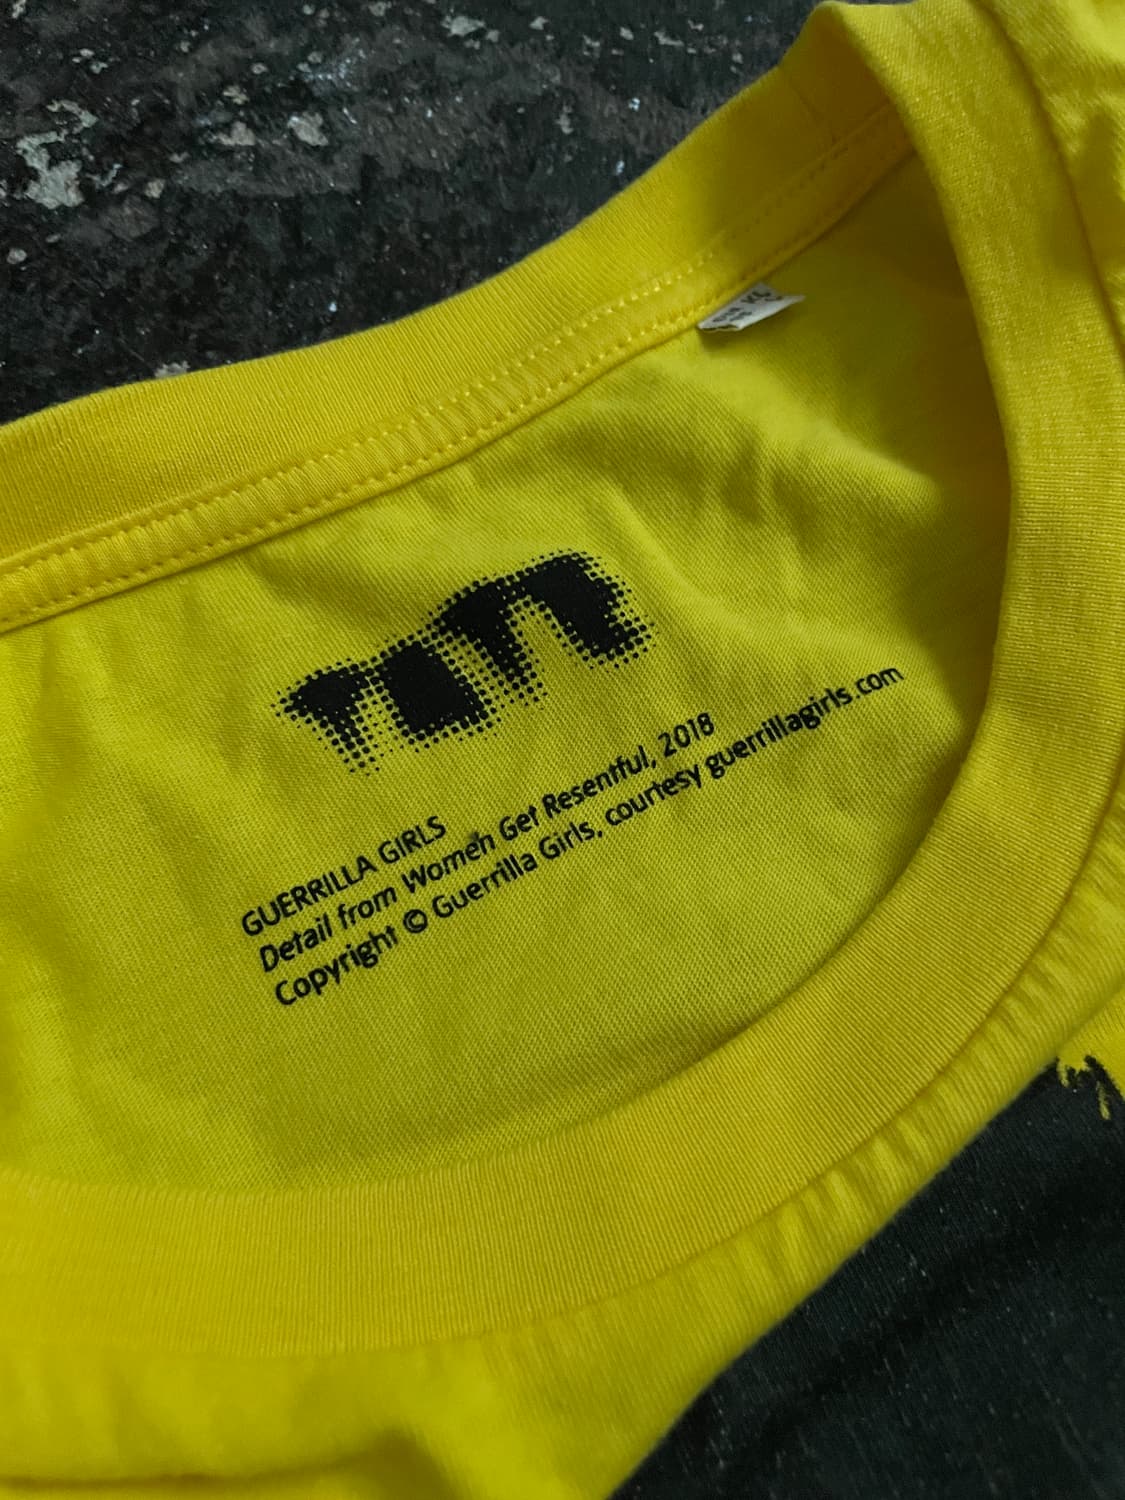 GUERRILLA GIRLS
Detail from Women Get Resentful, 2018
Copyright © Guerrilla Girls, courtesy guerrillagirls.com